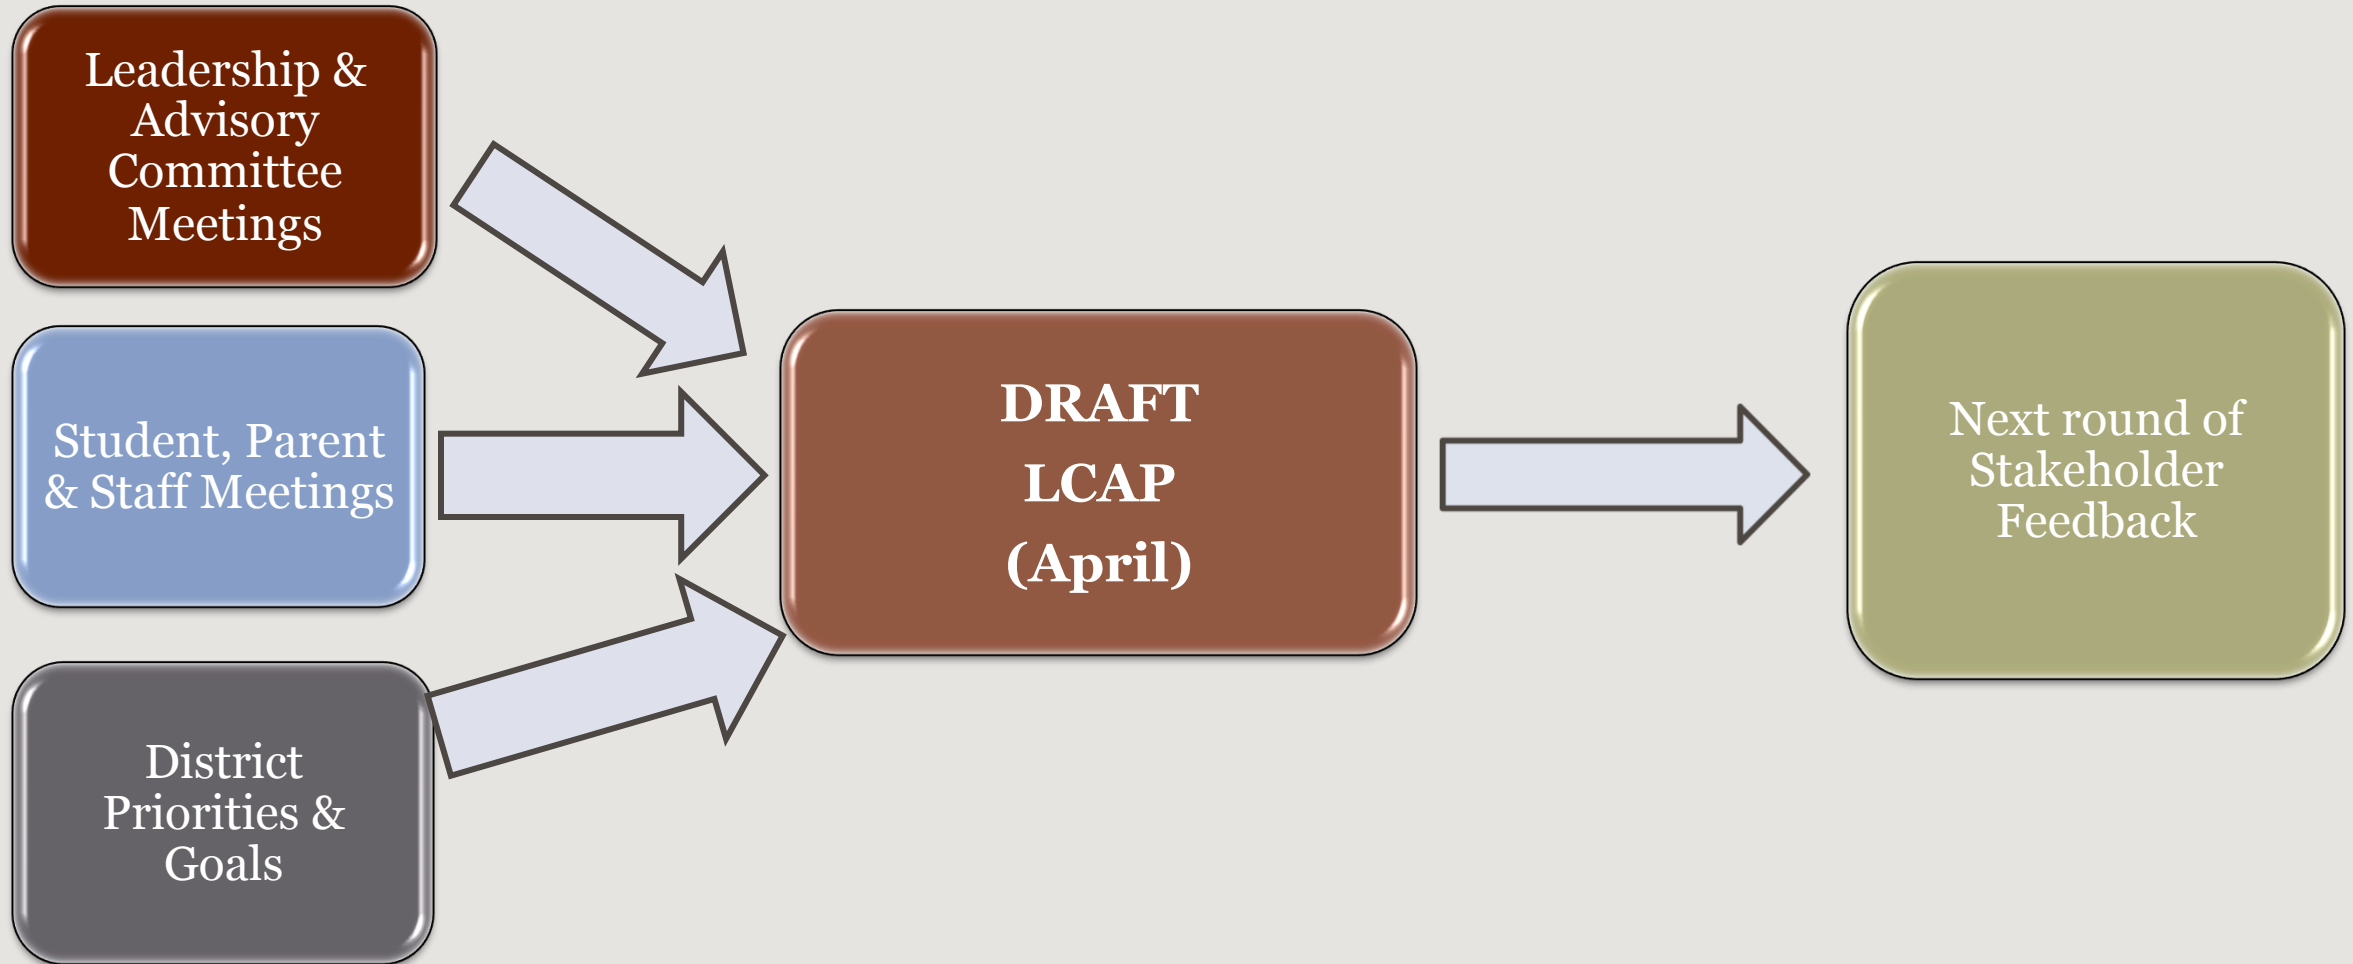 Leadership &
Advisory
Committee
Meetings
Student, Parent
& Staff Meetings
District
Priorities &
Goals
DRAFT
LCAP
(April)
Next round of
Stakeholder
Feedback